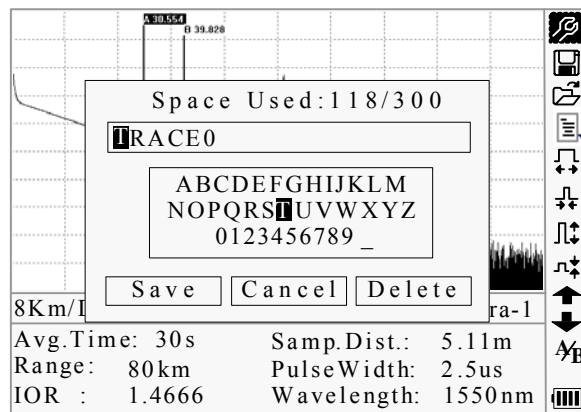 A 30.554
B 39.828
Space Used:118/300
TRACE0
ABCDEFGHIJKLM
NOPQRSTUVWXYZ
0123456789 _
Save Cancel Delete
8Km/ ra-1
Avg.Time: 30s Samp.Dist.: 5.11m
Range: 80km PulseWidth: 2.5us
IOR : 1.4666 Wavelength: 1550nm
A/B